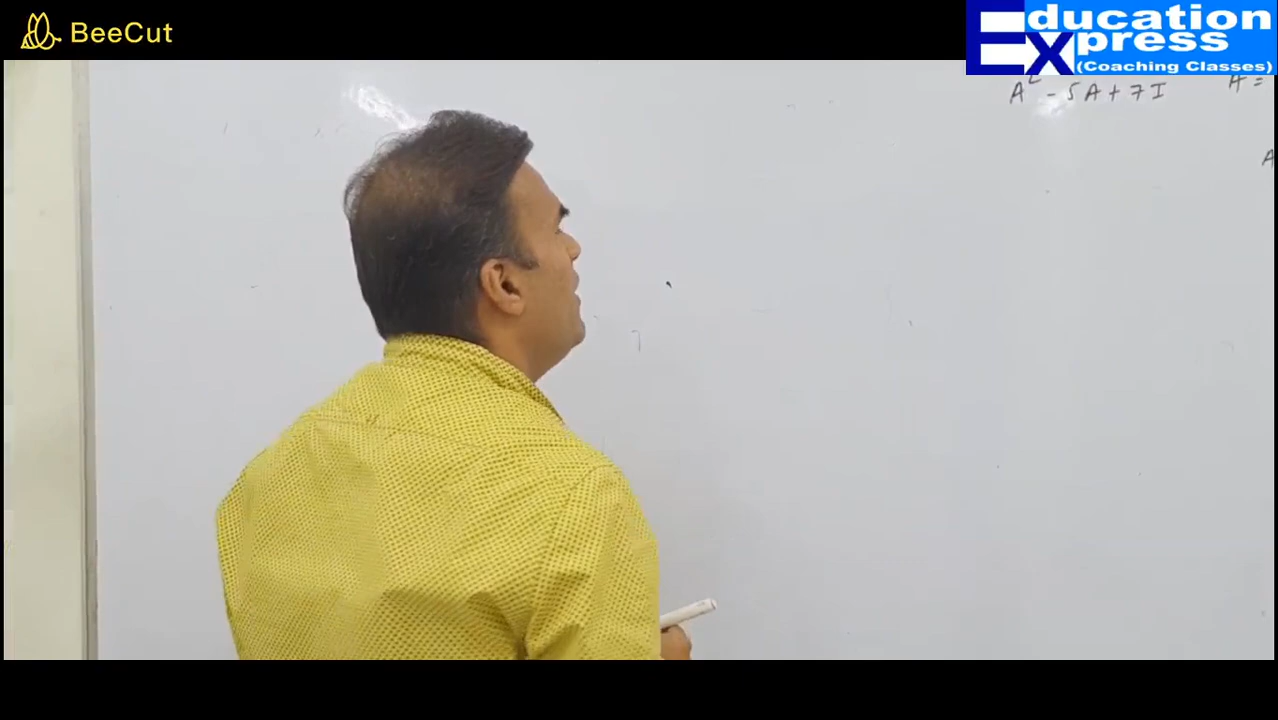 BeeCut
Education
Express
(Coaching Classes)
A² - 5A + 7I
A =
A